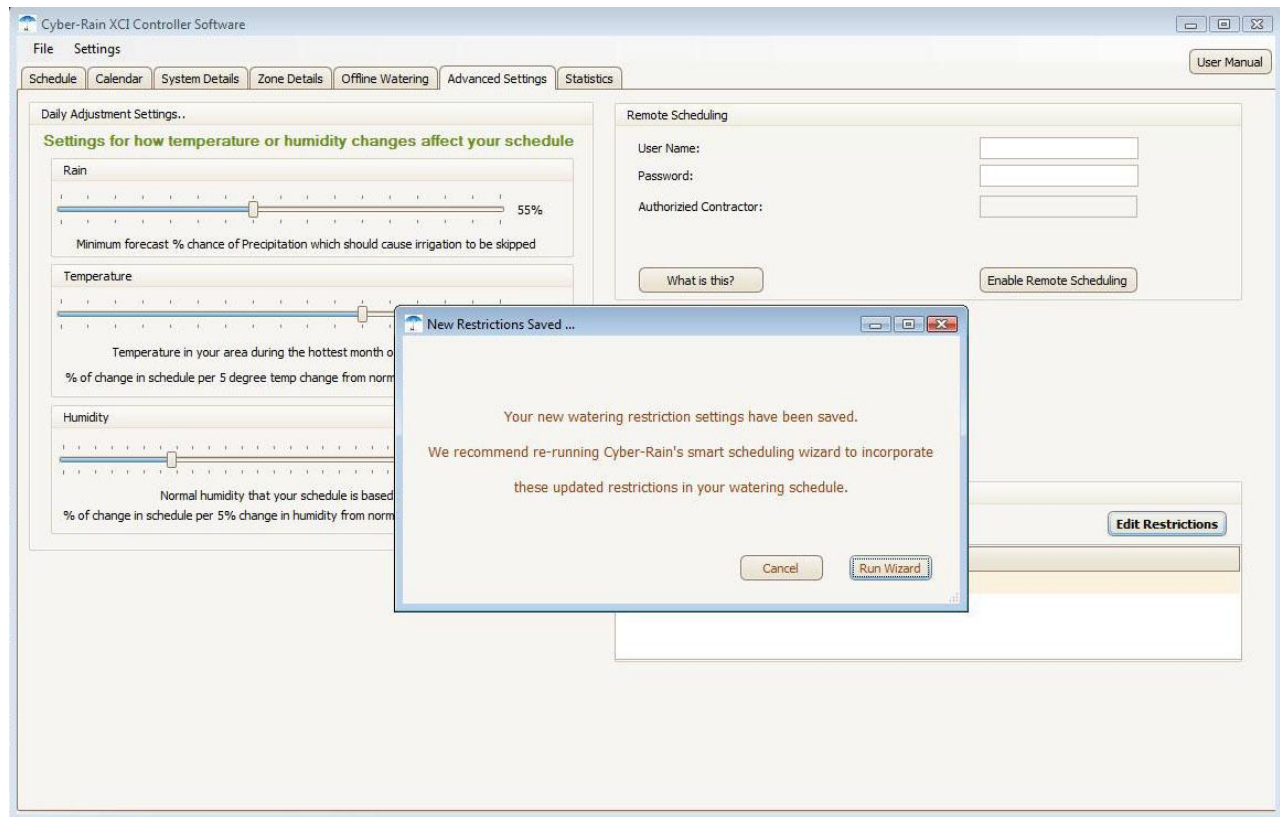 Cyber-Rain XCI Controller Software
File Settings
User Manual
Schedule Calendar System Details Zone Details Offline Watering Advanced Settings Statistics
Daily Adjustment Settings..
Settings for how temperature or humidity changes affect your schedule
Rain
55%
Minimum forecast % chance of Precipitation which should cause irrigation to be skipped
Temperature
Temperature in your area during the hottest month o
% of change in schedule per 5 degree temp change from norm
Humidity
Normal humidity that your schedule is based
% of change in schedule per 5% change in humidity from norm
Remote Scheduling
User Name:
Password:
Authorizied Contractor:
What is this? Enable Remote Scheduling
New Restrictions Saved ...
Your new watering restriction settings have been saved.
We recommend re-running Cyber-Rain's smart scheduling wizard to incorporate
these updated restrictions in your watering schedule.
Cancel Run Wizard
Edit Restrictions